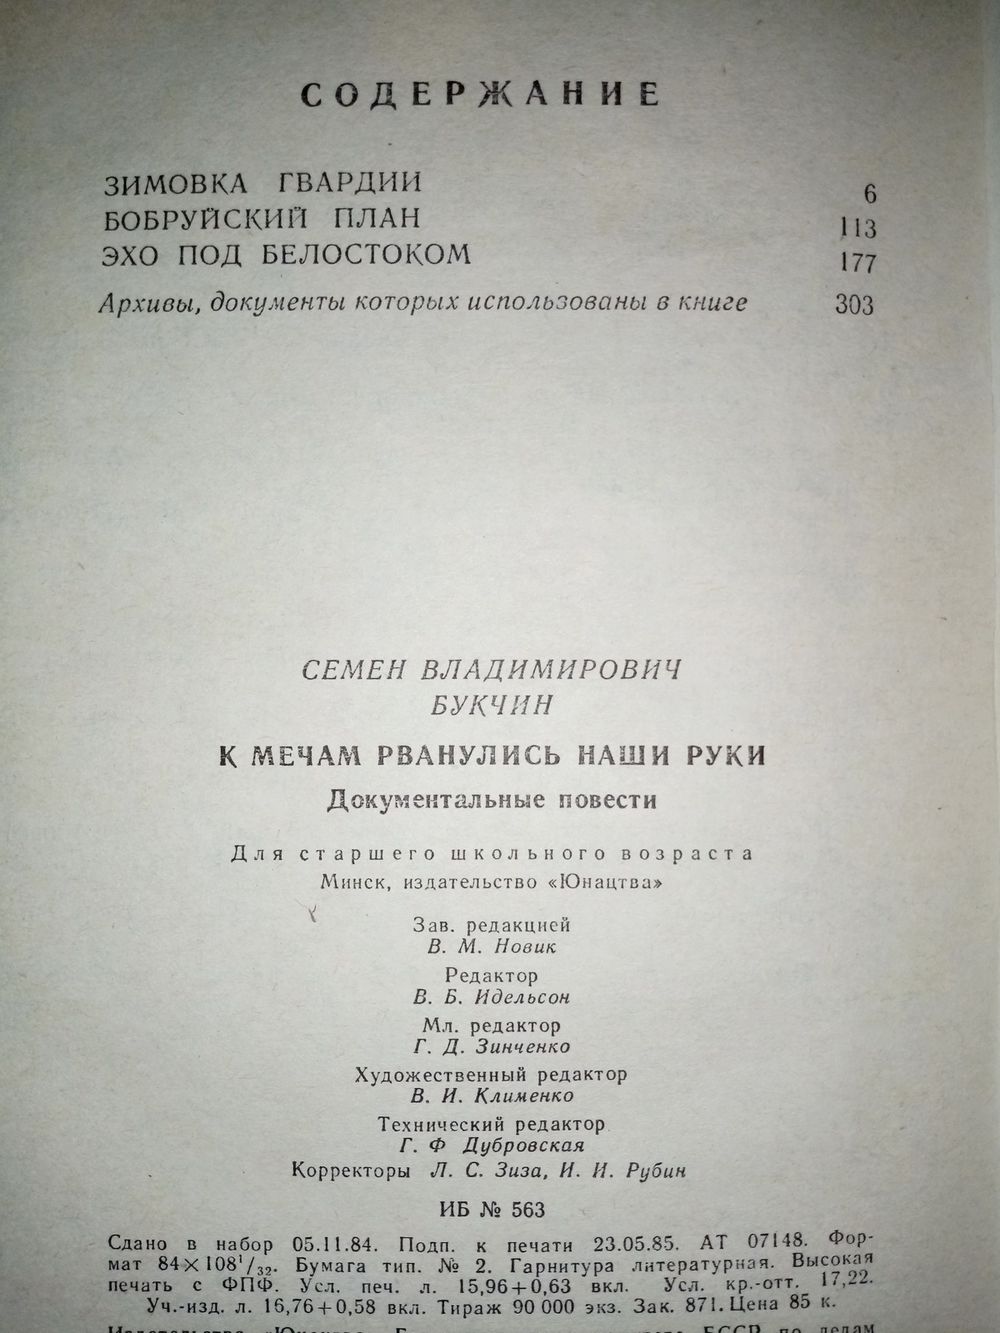 СОДЕРЖАНИЕ
ЗИМОВКА ГВАРДИИ 6
БОБРУЙСКИЙ ПЛАН 113
ЭХО ПОД БЕЛОСТОКОМ 177
Архивы, документы которых использованы в книге 303
СЕМЕН ВЛАДИМИРОВИЧ
БУКЧИН
К МЕЧАМ РВАНУЛИСЬ НАШИ РУКИ
Документальные повести
Для старшего школьного возраста
Минск, издательство «Юнацтва»
Зав. редакцией
В. М. Новик
Редактор
В. Б. Идельсон
Мл. редактор
Г. Д. Зинченко
Художественный редактор
В. И. Клименко
Технический редактор
Г. Ф Дубровская
Корректоры Л. С. Зиза, И. И. Рубин
ИБ № 563
Сдано в набор 05.11.84. Подп. к печати 23.05.85. АТ 07148. Фор-
мат 84×108¹/₃₂. Бумага тип. № 2. Гарнитура литературная. Высокая
печать с ФПФ. Усл. печ. л. 15,96+0,63 вкл. Усл. кр.-отт. 17,22.
Уч.-изд. л. 16,76+0,58 вкл. Тираж 90 000 экз. Зак. 871. Цена 85 к.
Издательство «Юнацтва» БССР по делам